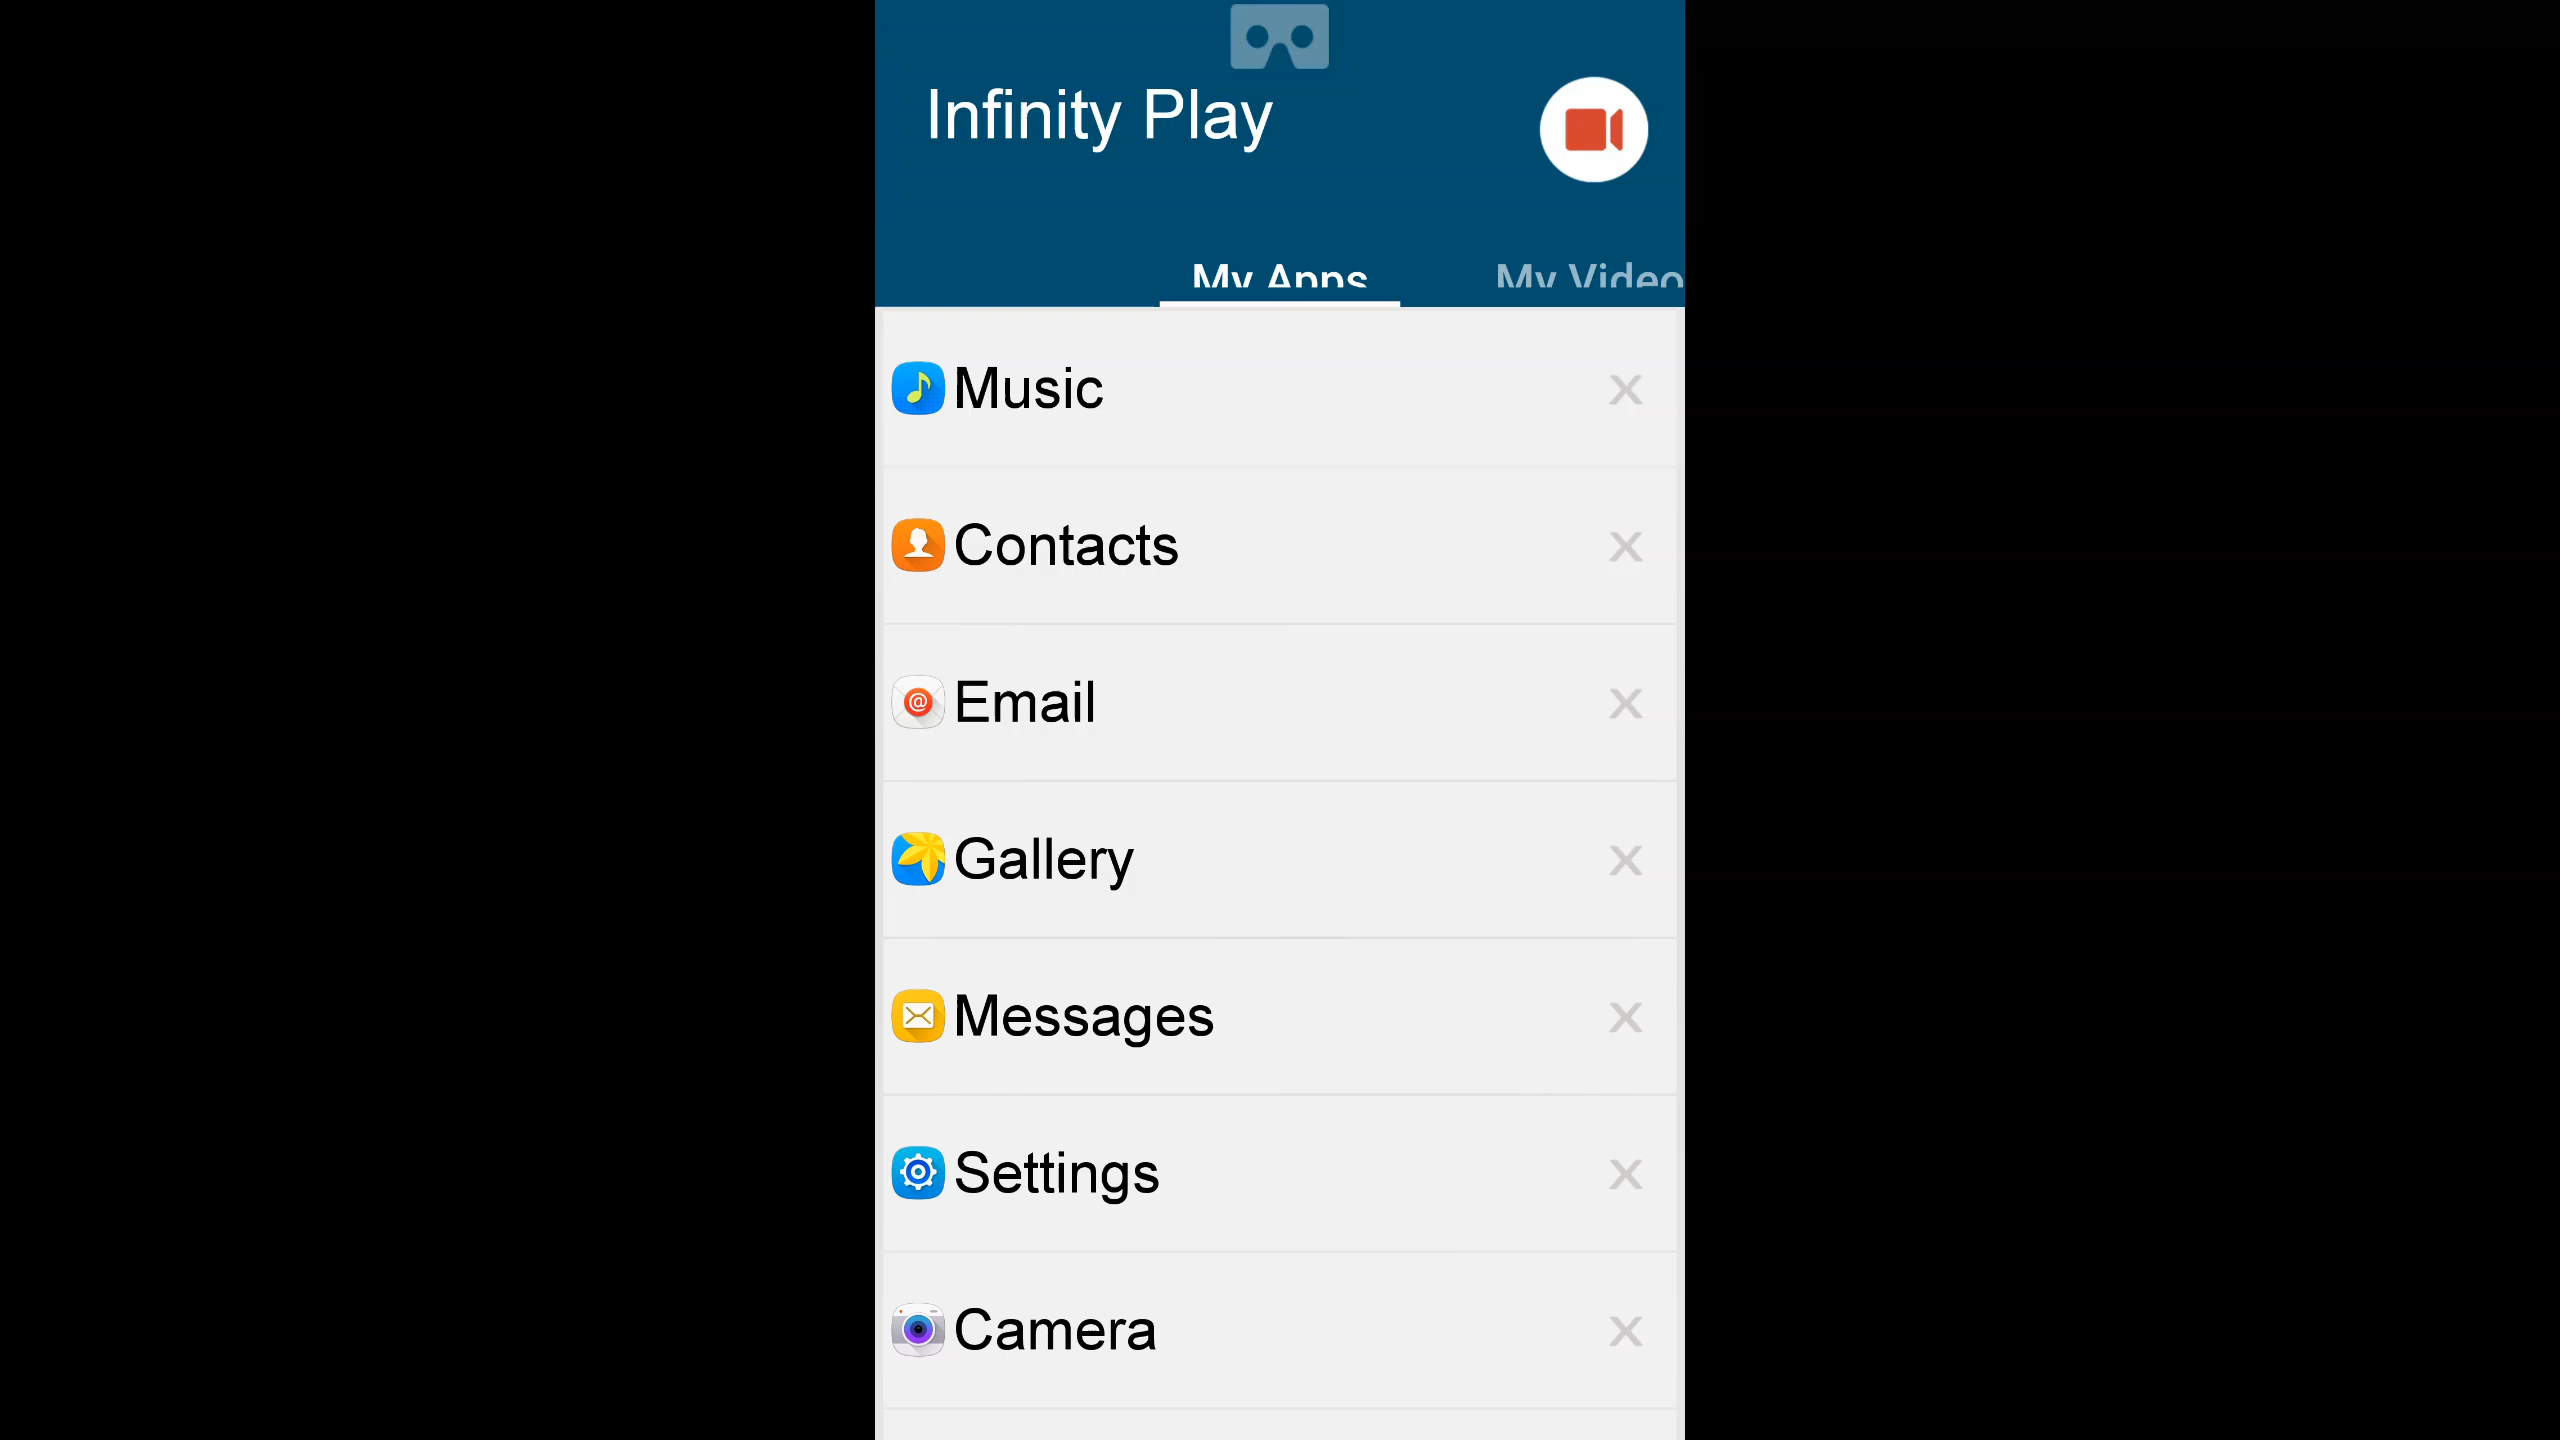 Infinity Play
My Apps
My Video
Music
Contacts
Email
@
Gallery
Messages
Settings
Camera